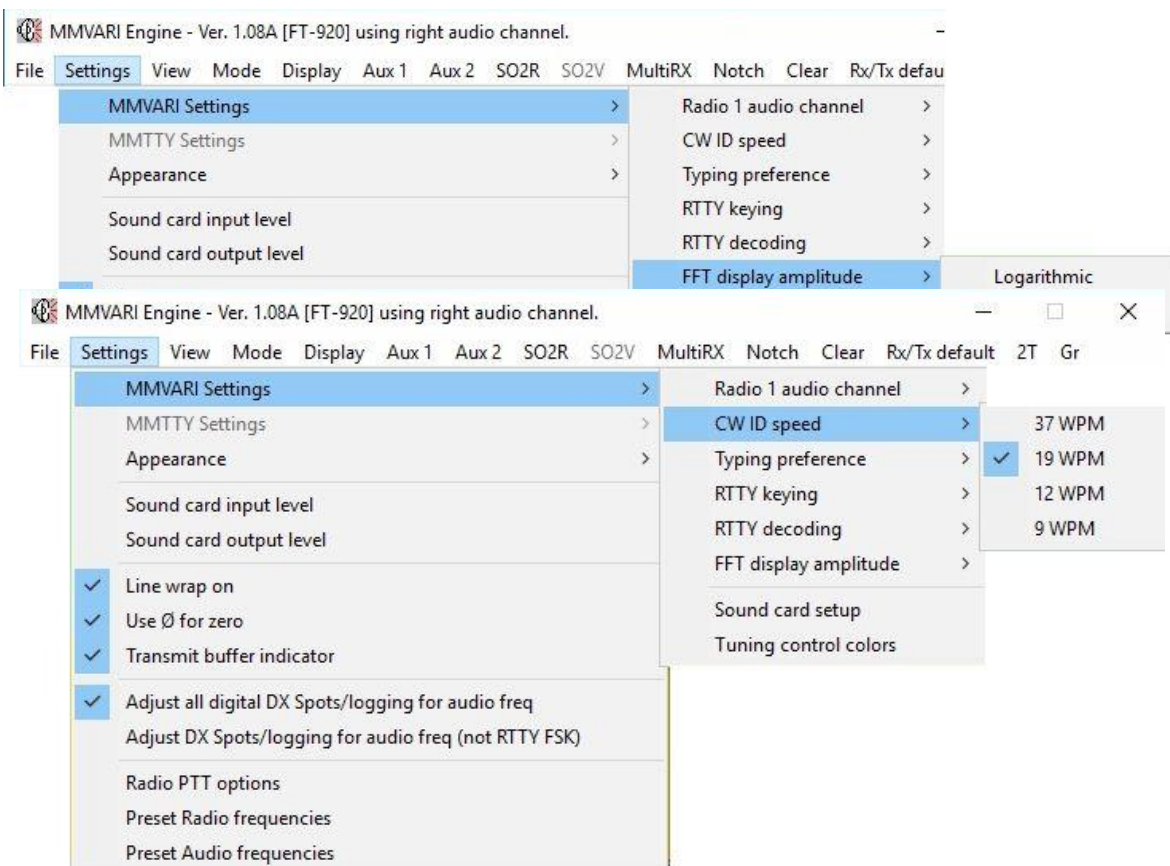 MMVARI Engine - Ver. 1.08A [FT-920] using right audio channel.
File Settings View Mode Display Aux 1 Aux 2 SO2R SO2V MultiRX Notch Clear Rx/Tx defau
MMVARI Settings
MMTTY Settings
Appearance
Sound card input level
Sound card output level
Radio 1 audio channel
CW ID speed
Typing preference
RTTY keying
RTTY decoding
FFT display amplitude
Logarithmic
MMVARI Engine - Ver. 1.08A [FT-920] using right audio channel.
File Settings View Mode Display Aux 1 Aux 2 SO2R SO2V MultiRX Notch Clear Rx/Tx default 2T Gr
MMVARI Settings
MMTTY Settings
Appearance
Sound card input level
Sound card output level
Line wrap on
Use Ø for zero
Transmit buffer indicator
Adjust all digital DX Spots/logging for audio freq
Adjust DX Spots/logging for audio freq (not RTTY FSK)
Radio PTT options
Preset Radio frequencies
Preset Audio frequencies
Radio 1 audio channel
CW ID speed
Typing preference
RTTY keying
RTTY decoding
FFT display amplitude
Sound card setup
Tuning control colors
37 WPM
19 WPM
12 WPM
9 WPM